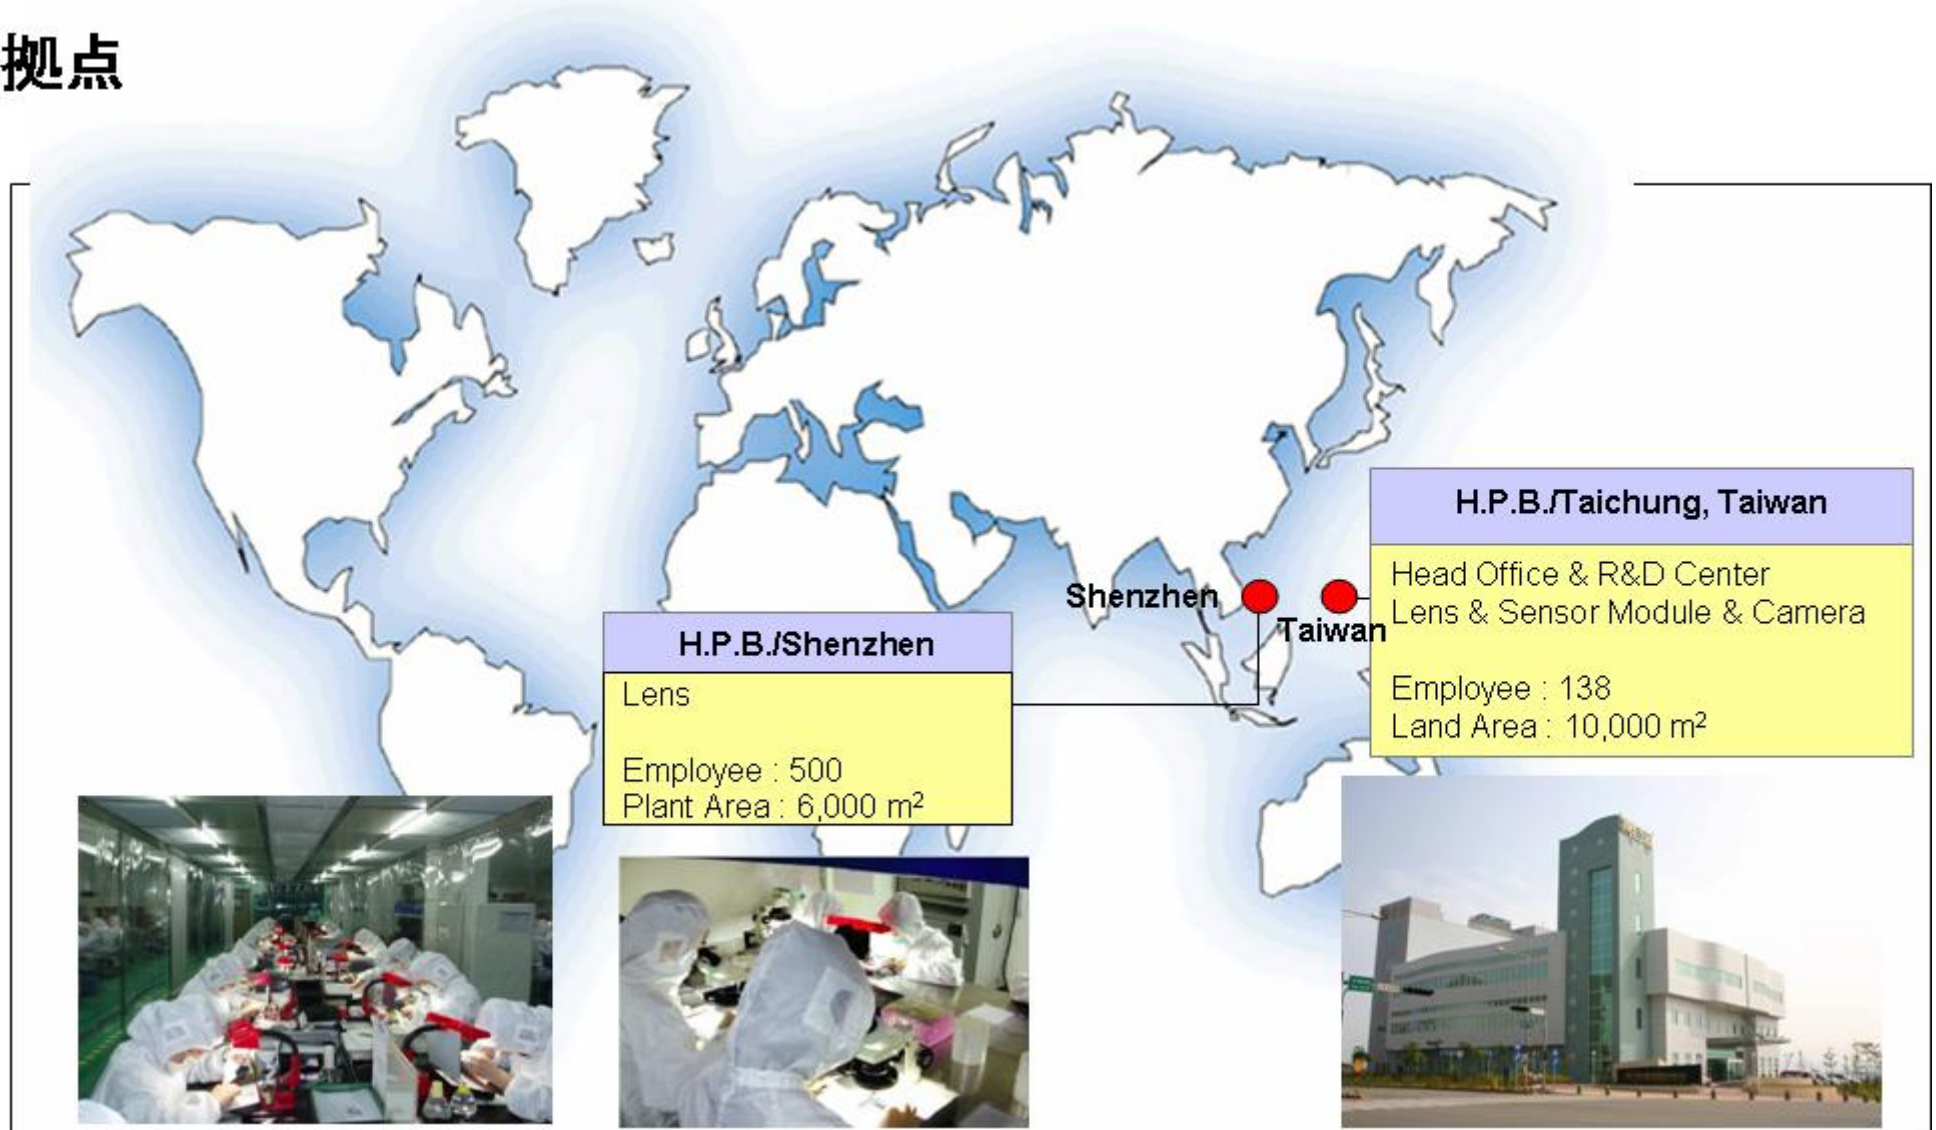 拠点
H.P.B./Taichung, Taiwan
Head Office & R&D Center
Lens & Sensor Module & Camera
Employee : 138
Land Area : 10,000 m²
Shenzhen
Taiwan
H.P.B./Shenzhen
Lens
Employee : 500
Plant Area : 6,000 m²